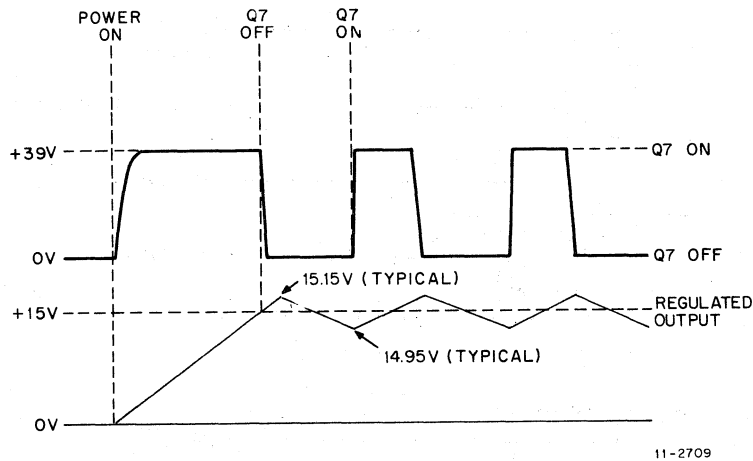 POWER
ON
Q7
OFF
Q7
ON
+39V
Q7 ON
0V
Q7 OFF
15.15V (TYPICAL)
+15V
REGULATED
OUTPUT
14.95V (TYPICAL)
0V
11-2709